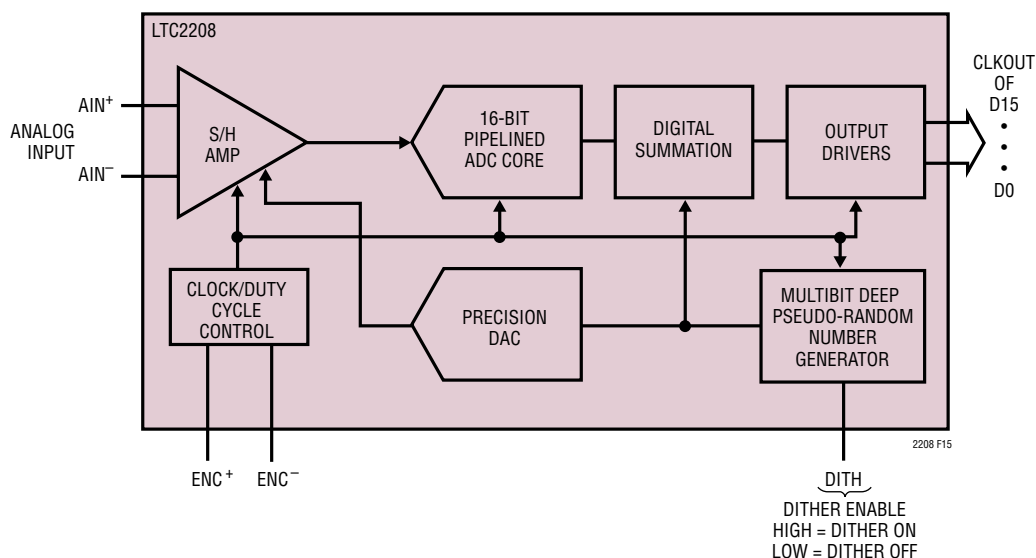 LTC2208
AIN+
ANALOG
INPUT
AIN−
S/H
AMP
16-BIT
PIPELINED
ADC CORE
DIGITAL
SUMMATION
OUTPUT
DRIVERS
CLKOUT
OF
D15
•
•
•
D0
CLOCK/DUTY
CYCLE
CONTROL
PRECISION
DAC
MULTIBIT DEEP
PSEUDO-RANDOM
NUMBER
GENERATOR
2208 F15
ENC+
ENC−
DITH
DITHER ENABLE
HIGH = DITHER ON
LOW = DITHER OFF